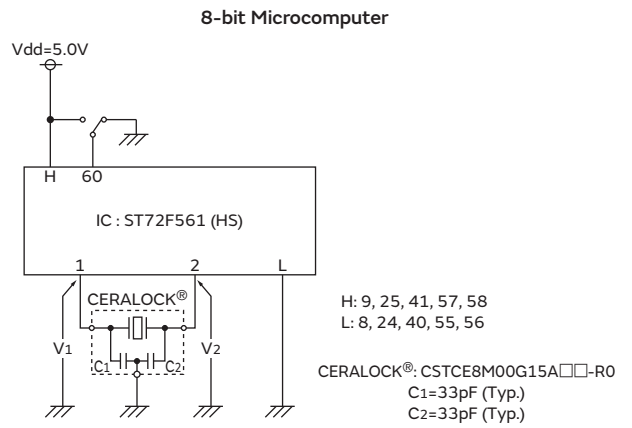 8-bit Microcomputer
Vdd=5.0V
H 60
IC : ST72F561 (HS)
1 2 L
CERALOCK®
H: 9, 25, 41, 57, 58
L: 8, 24, 40, 55, 56
V1 V2
C1 C2
CERALOCK®: CSTCE8M00G15A□□-R0
C1=33pF (Typ.)
C2=33pF (Typ.)